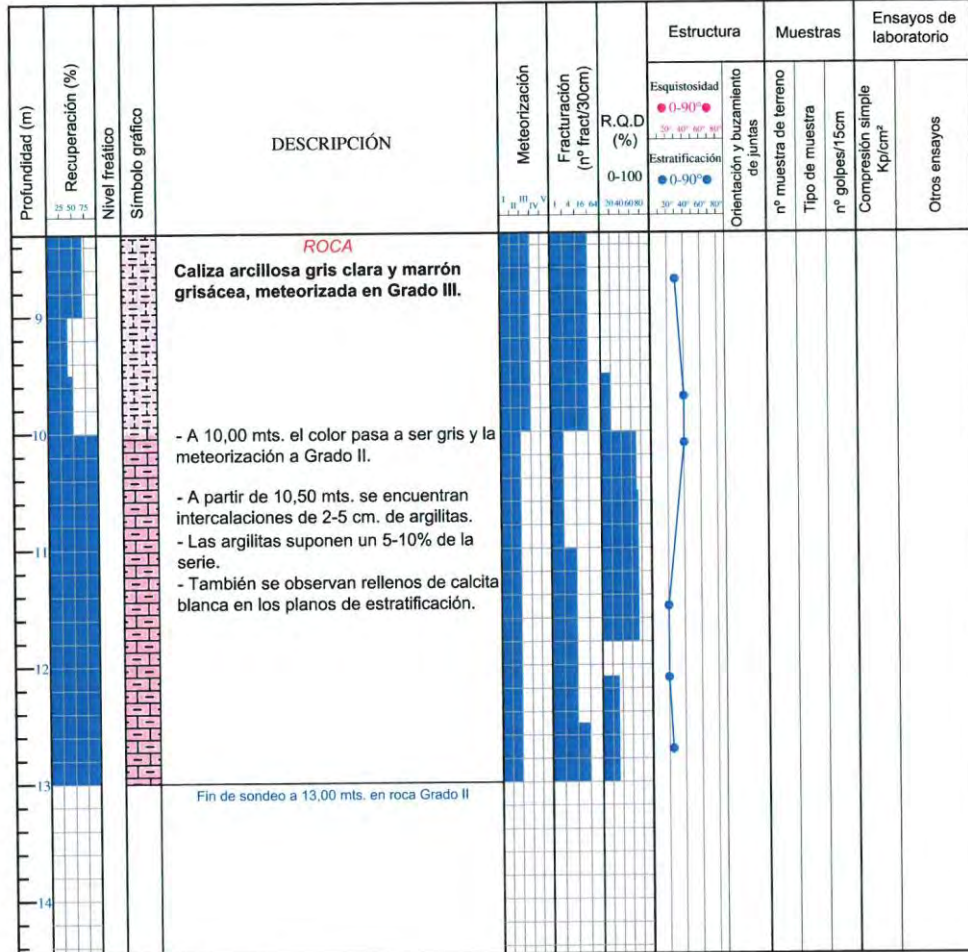 Estructura
Muestras
Ensayos de
laboratorio
Profundidad (m)
Recuperación (%)
25 50 75
Nivel freático
Símbolo gráfico
DESCRIPCIÓN
Meteorización
I II III IV V
Fracturación
(nº fract/30cm)
1 4 16 64
R.Q.D
(%)
0-100
20 40 60 80
Esquistosidad
0-90°
20° 40° 60° 80°
Estratificación
0-90°
20° 40° 60° 80°
Orientación y buzamiento
de juntas
nº muestra de terreno
Tipo de muestra
nº golpes/15cm
Compresión simple
Kp/cm²
Otros ensayos
ROCA
Caliza arcillosa gris clara y marrón
grisácea, meteorizada en Grado III.
9
10
- A 10,00 mts. el color pasa a ser gris y la
meteorización a Grado II.
- A partir de 10,50 mts. se encuentran
intercalaciones de 2-5 cm. de argilitas.
11
- Las argilitas suponen un 5-10% de la
serie.
- También se observan rellenos de calcita
blanca en los planos de estratificación.
12
13
Fin de sondeo a 13,00 mts. en roca Grado II
14